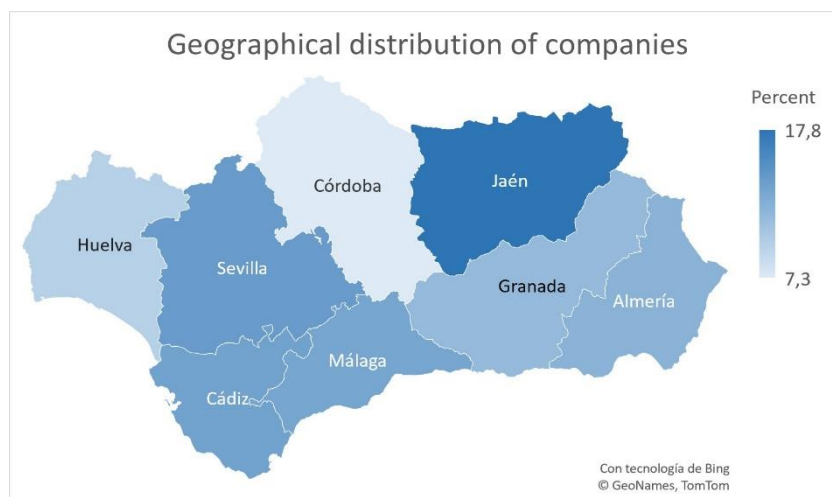 Geographical distribution of companies
Percent
17,8
7,3
Córdoba
Jaén
Huelva
Sevilla
Granada
Almería
Málaga
Cádiz
Con tecnología de Bing
© GeoNames, TomTom